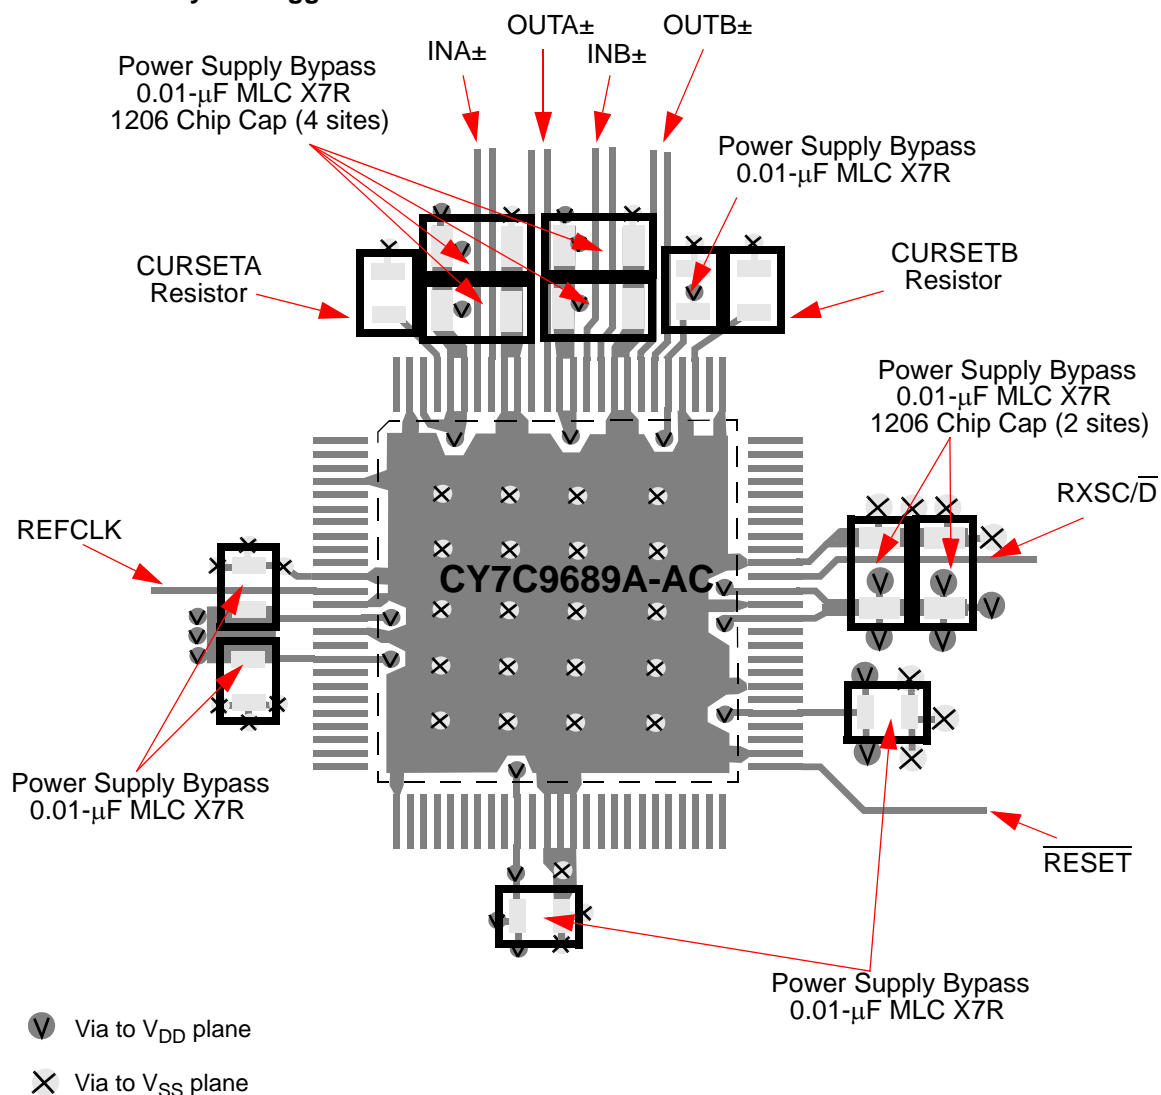 OUTA±
OUTB±
INA±
INB±
Power Supply Bypass
0.01-μF MLC X7R
1206 Chip Cap (4 sites)
Power Supply Bypass
0.01-μF MLC X7R
CURSETA
Resistor
CURSETB
Resistor
Power Supply Bypass
0.01-μF MLC X7R
1206 Chip Cap (2 sites)
RXSC/D̅
REFCLK
CY7C9689A-AC
Power Supply Bypass
0.01-μF MLC X7R
R̅E̅S̅E̅T̅
Power Supply Bypass
0.01-μF MLC X7R
V Via to VDD plane
Via to VSS plane